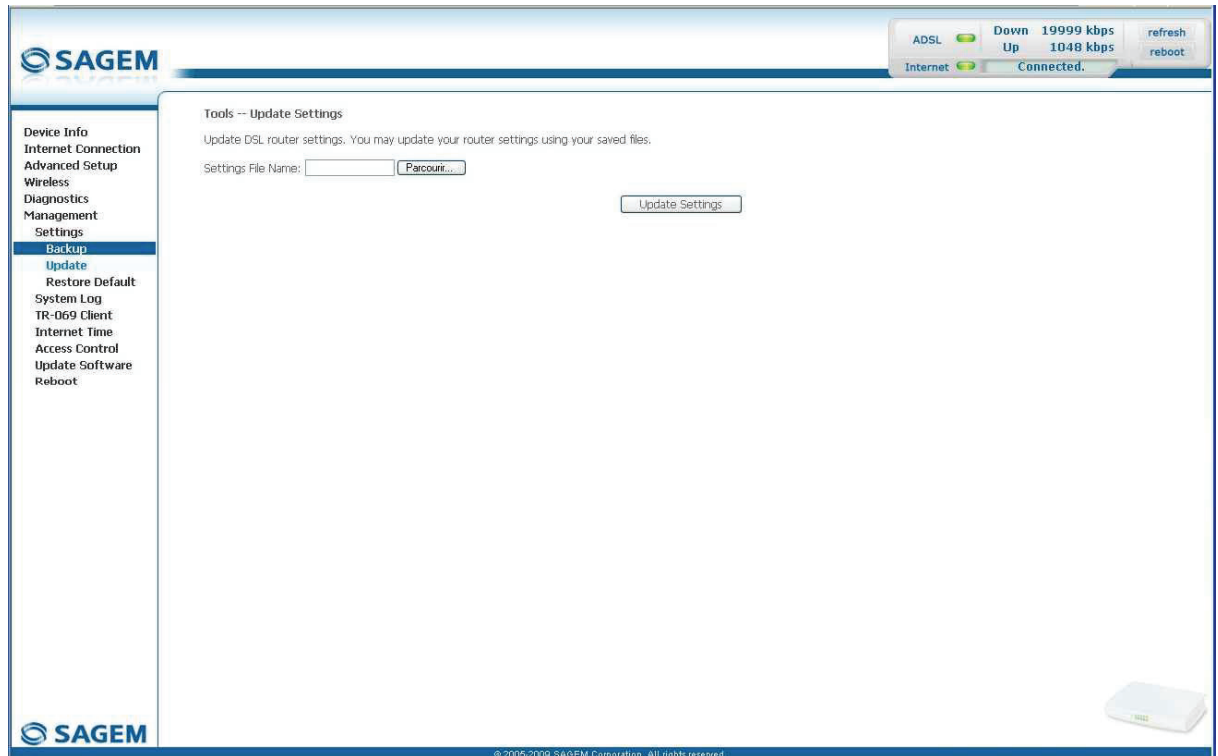 SAGEM
ADSL Down 19999 kbps refresh
Up 1048 kbps reboot
Internet Connected.
Device Info
Internet Connection
Advanced Setup
Wireless
Diagnostics
Management
Settings
Backup
Update
Restore Default
System Log
TR-069 Client
Internet Time
Access Control
Update Software
Reboot
Tools -- Update Settings
Update DSL router settings. You may update your router settings using your saved files.
Settings File Name: Parcourir...
Update Settings
SAGEM
© 2005-2009 SAGEM Corporation. All rights reserved.